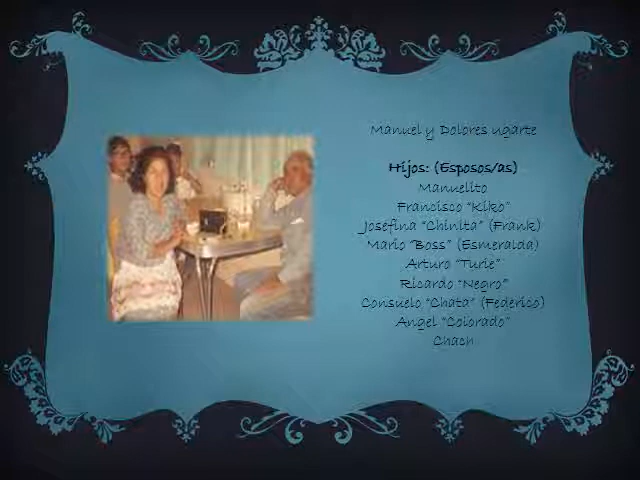 Manuel y Dolores ugarte
Hijos: (Esposos/as)
Manuelito
Francisco "Kiko"
Josefina "Chinita" (Frank)
Mario "Boss" (Esmeralda)
Arturo "Turie"
Ricardo "Negro"
Consuelo "Chata" (Federico)
Angel "Colorado"
Chach